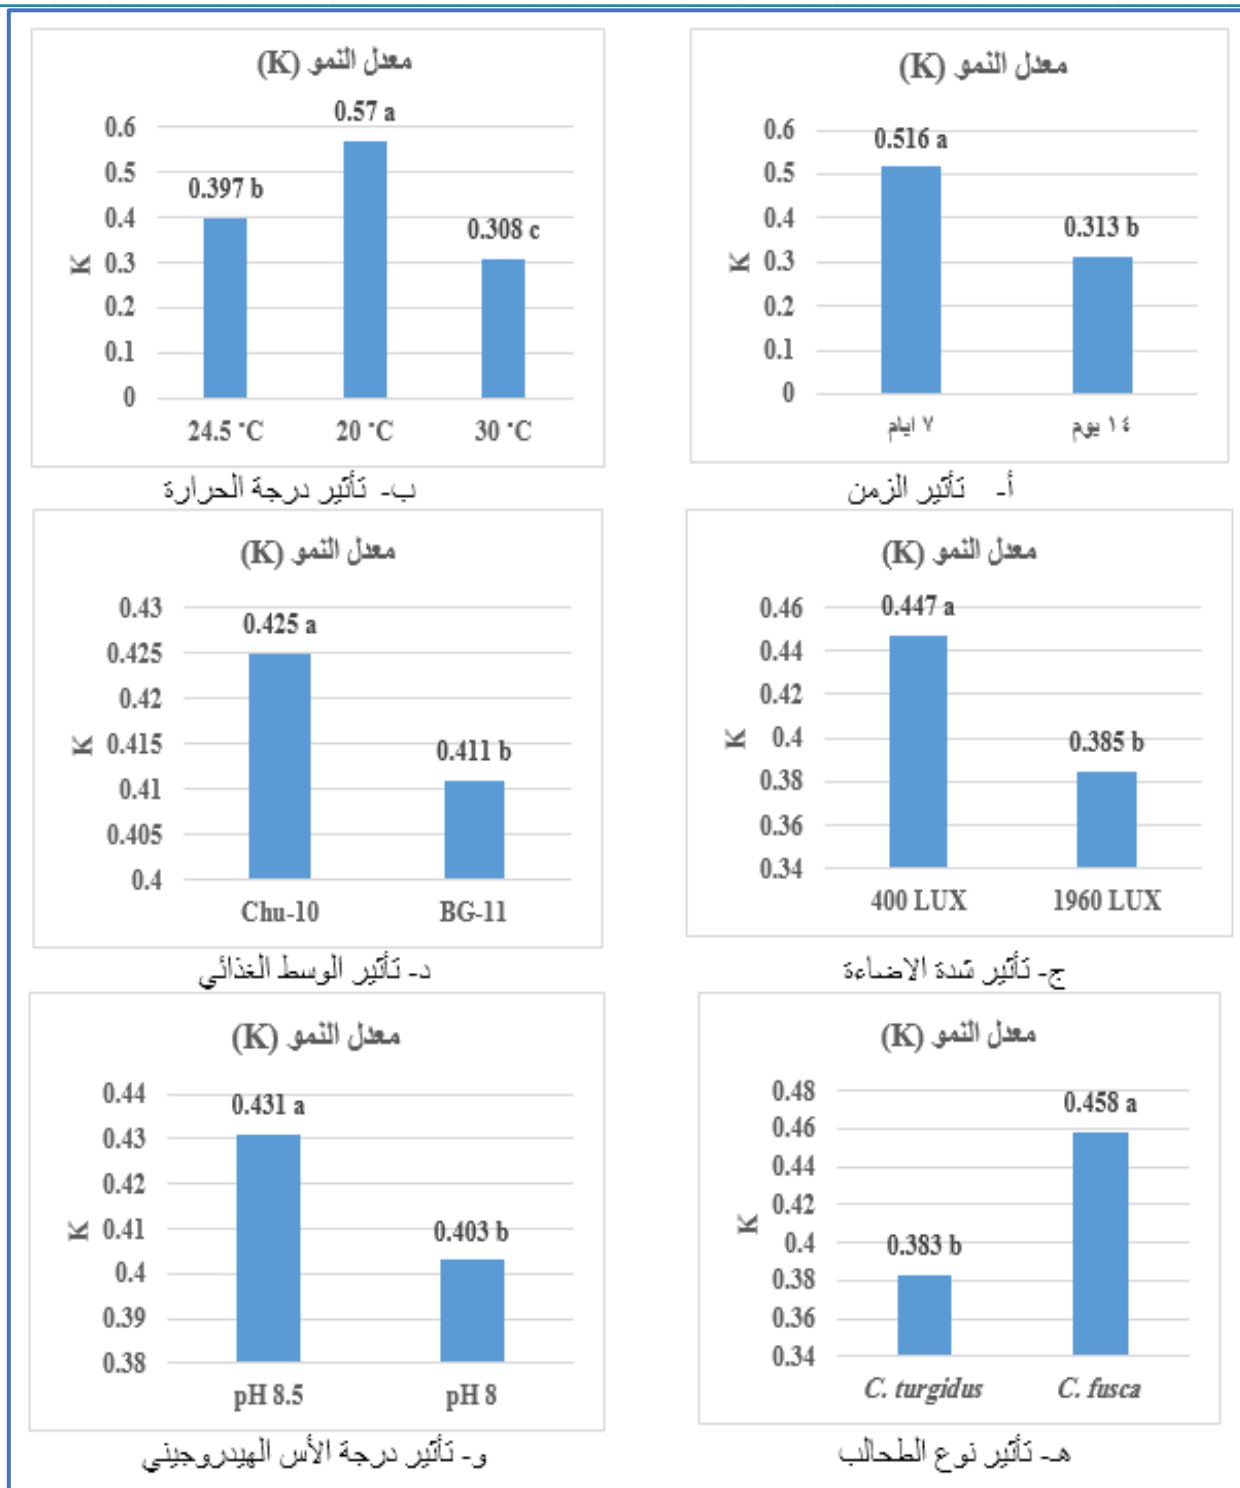 معدل النمو (K)
0.6
0.5
0.4
0.3
0.2
0.1
0
K
0.516 a
0.313 b
٧ ايام
١٤ يوم
أ- تأثير الزمن
معدل النمو (K)
0.6
0.5
0.4
0.3
0.2
0.1
0
K
0.397 b
0.57 a
0.308 c
24.5 °C
20 °C
30 °C
ب- تأثير درجة الحرارة
معدل النمو (K)
0.46
0.44
0.42
0.4
0.38
0.36
0.34
K
0.447 a
0.385 b
400 LUX
1960 LUX
ج- تأثير شدة الاضاءة
معدل النمو (K)
0.43
0.425
0.42
0.415
0.41
0.405
0.4
K
0.425 a
0.411 b
Chu-10
BG-11
د- تأثير الوسط الغذائي
معدل النمو (K)
0.48
0.46
0.44
0.42
0.4
0.38
0.36
0.34
K
0.383 b
0.458 a
C. turgidus
C. fusca
هـ- تأثير نوع الطحالب
معدل النمو (K)
0.44
0.43
0.42
0.41
0.4
0.39
0.38
K
0.431 a
0.403 b
pH 8.5
pH 8
و- تأثير درجة الأس الهيدروجيني